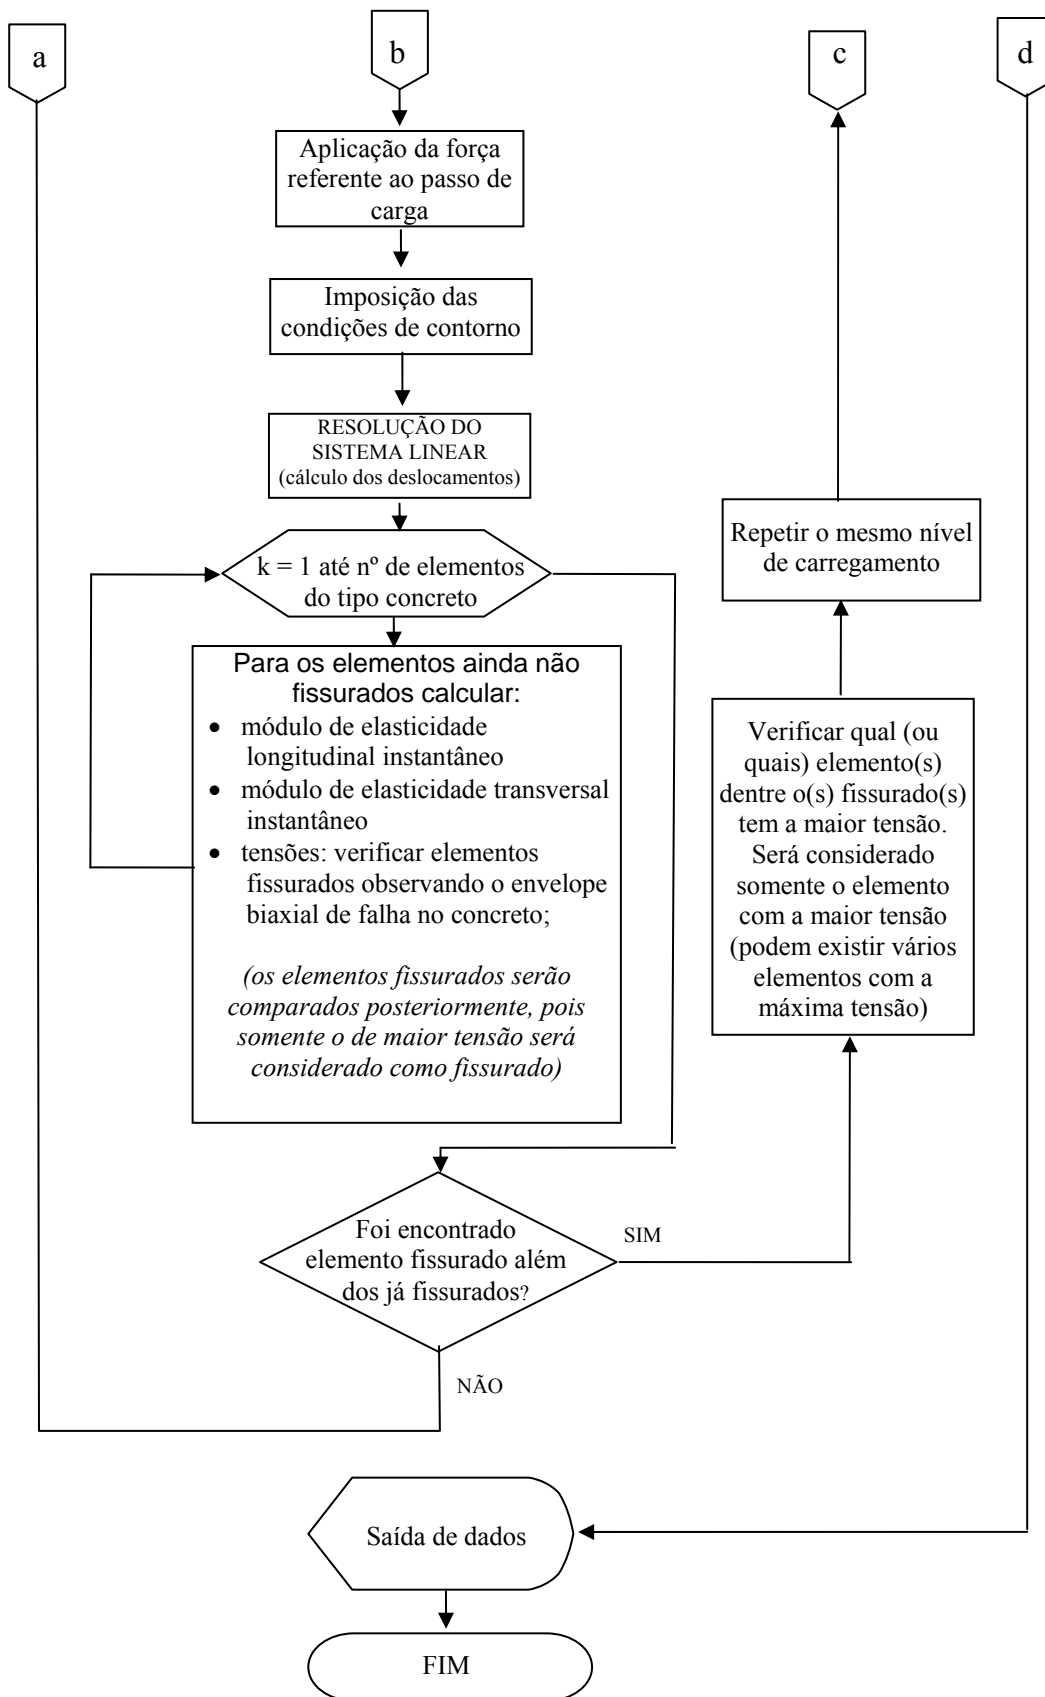 a
b
c
d
Aplicação da força
referente ao passo de
carga
Imposição das
condições de contorno
RESOLUÇÃO DO
SISTEMA LINEAR
(cálculo dos deslocamentos)
k = 1 até nº de elementos
do tipo concreto
Para os elementos ainda não
fissurados calcular:
• módulo de elasticidade
longitudinal instantâneo
• módulo de elasticidade transversal
instantâneo
• tensões: verificar elementos
fissurados observando o envelope
biaxial de falha no concreto;
(os elementos fissurados serão
comparados posteriormente, pois
somente o de maior tensão será
considerado como fissurado)
Repetir o mesmo nível
de carregamento
Verificar qual (ou
quais) elemento(s)
dentre o(s) fissurado(s)
tem a maior tensão.
Será considerado
somente o elemento
com a maior tensão
(podem existir vários
elementos com a
máxima tensão)
Foi encontrado
elemento fissurado além
dos já fissurados?
SIM
NÃO
Saída de dados
FIM